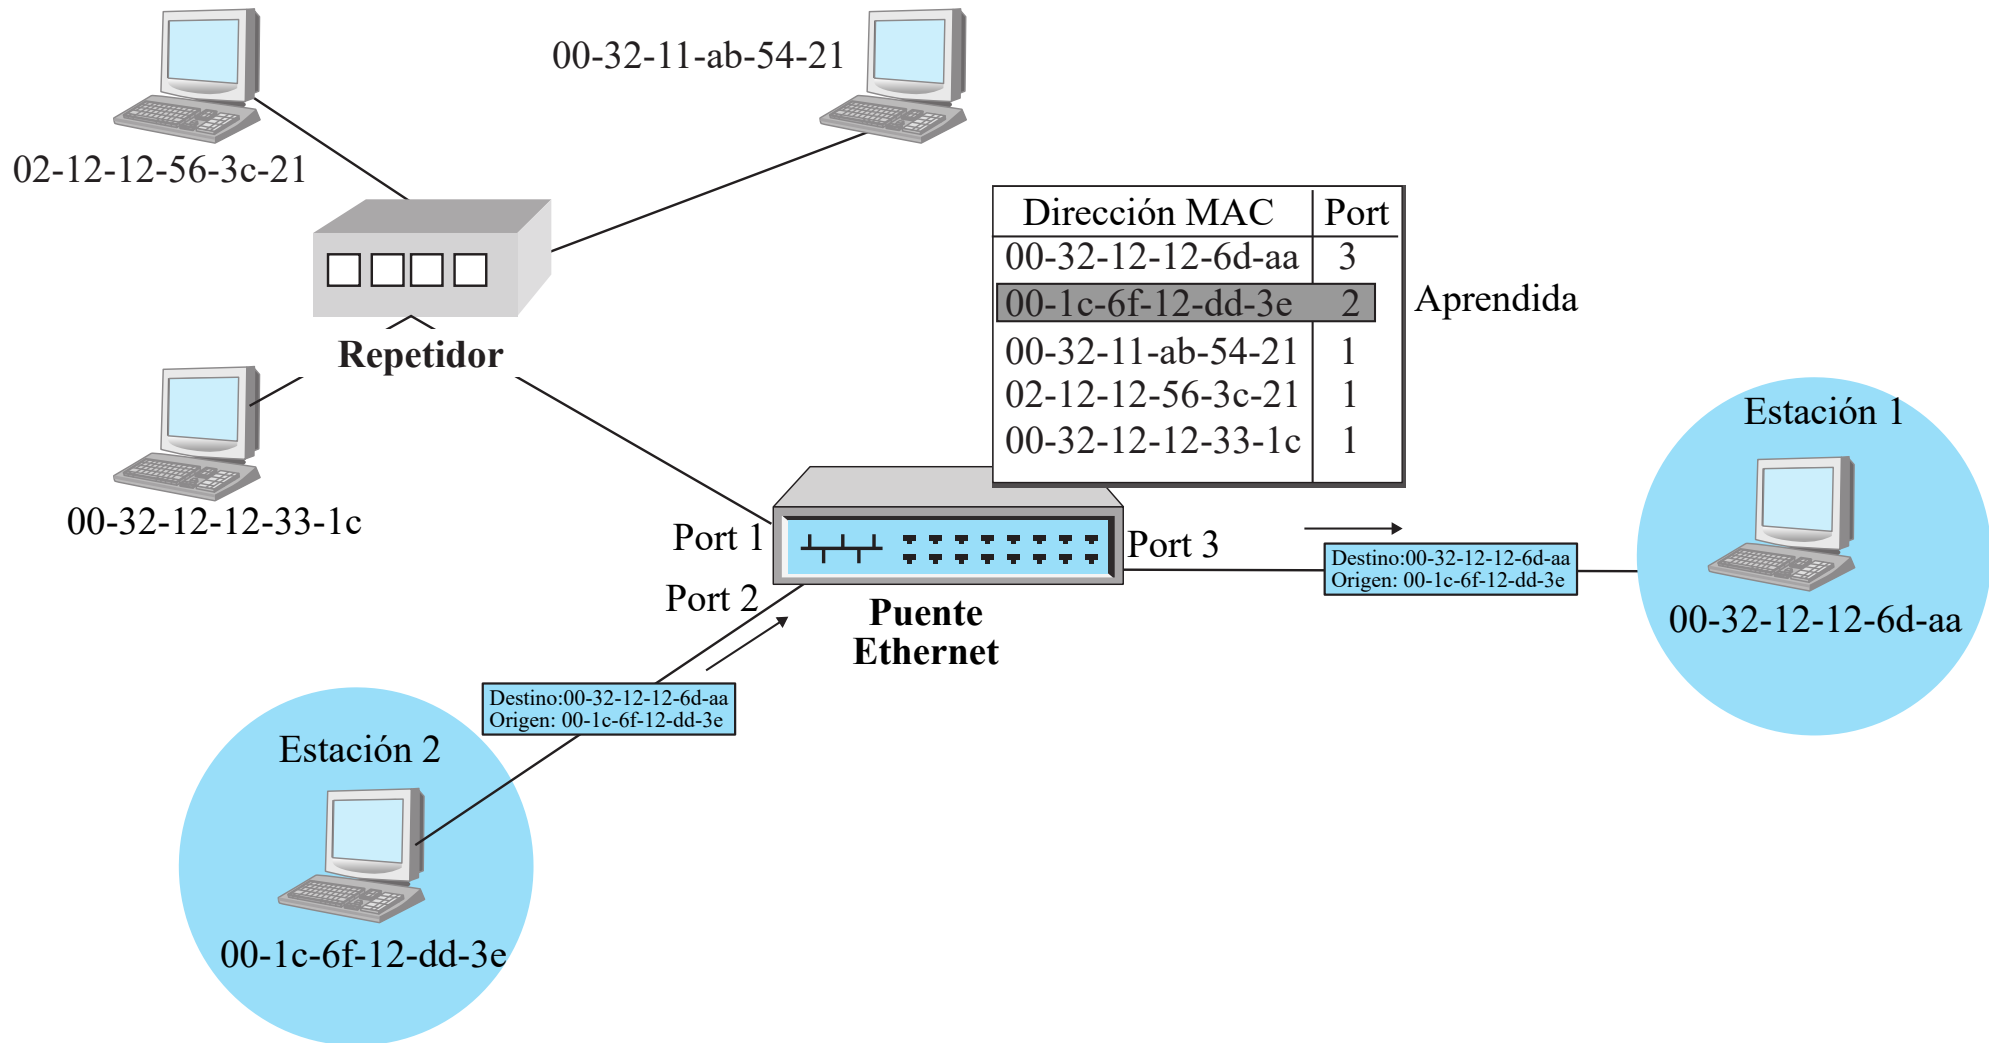 00-32-11-ab-54-21
02-12-12-56-3c-21
Repetidor
00-32-12-12-33-1c
Dirección MAC Port
00-32-12-12-6d-aa 3
00-1c-6f-12-dd-3e 2
Aprendida
00-32-11-ab-54-21 1
02-12-12-56-3c-21 1
00-32-12-12-33-1c 1
Port 1
Port 2
Port 3
Puente
Ethernet
Destino:00-32-12-12-6d-aa
Origen: 00-1c-6f-12-dd-3e
Estación 1
00-32-12-12-6d-aa
Destino:00-32-12-12-6d-aa
Origen: 00-1c-6f-12-dd-3e
Estación 2
00-1c-6f-12-dd-3e